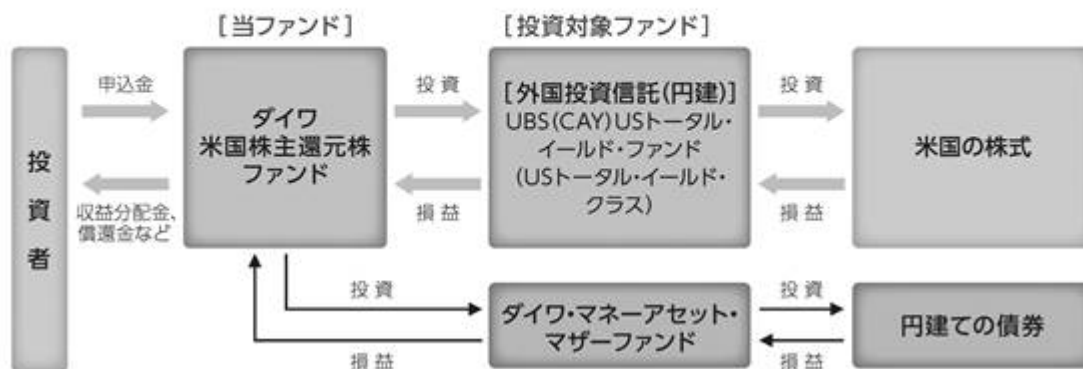 [当ファンド]
[投資対象ファンド]
投資者
申込金
収益分配金、
償還金など
ダイワ
米国株主還元株
ファンド
投資
損益
[外国投資信託(円建)]
UBS(CAY)USトータル・
イールド・ファンド
(USトータル・イールド・
クラス)
投資
損益
米国の株式
投資
損益
ダイワ・マネーアセット・
マザーファンド
投資
損益
円建ての債券